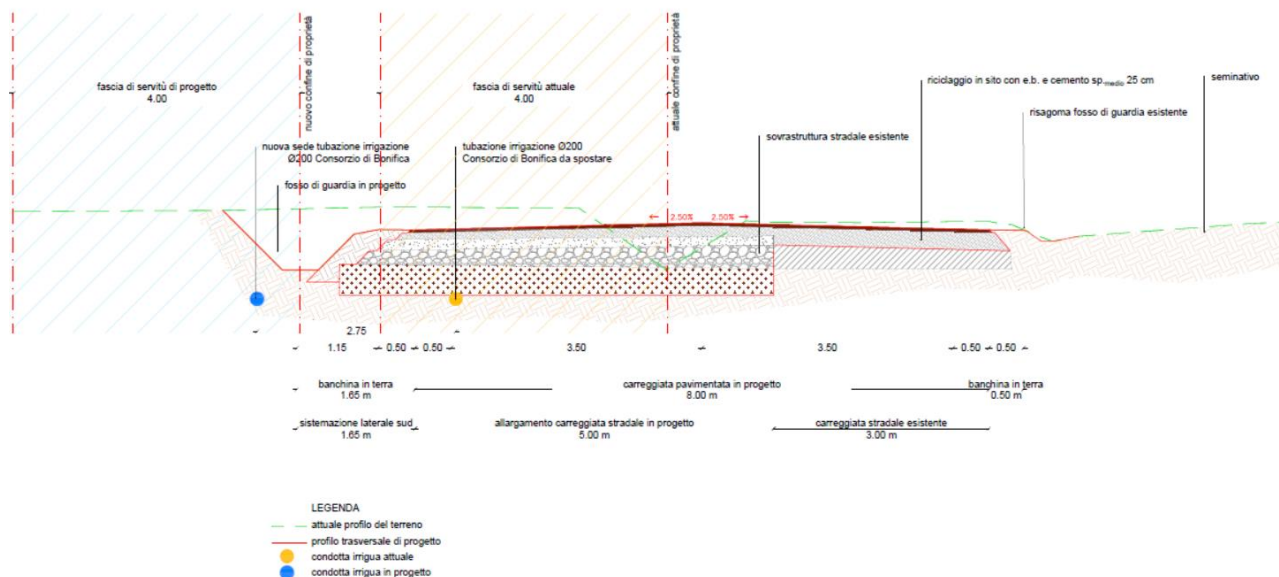 nuovo confine di proprietà
attuale confine di proprietà
fascia di servitù di progetto
4.00
fascia di servitù attuale
4.00
riciclaggio in sito con e.b. e cemento sp.medio 25 cm
seminativo
risagoma fosso di guardia esistente
sovrastruttura stradale esistente
nuova sede tubazione irrigazione
Ø200 Consorzio di Bonifica
tubazione irrigazione Ø200
Consorzio di Bonifica da spostare
fosso di guardia in progetto
2.50% 2.50%
2.75
1.15 0.50 0.50 3.50 3.50 0.50 0.50
banchina in terra
1.65 m
carreggiata pavimentata in progetto
8.00 m
banchina in terra
0.50 m
sistemazione laterale sud
1.65 m
allargamento carreggiata stradale in progetto
5.00 m
carreggiata stradale esistente
3.00 m
LEGENDA
attuale profilo del terreno
profilo trasversale di progetto
condotta irrigua attuale
condotta irrigua in progetto